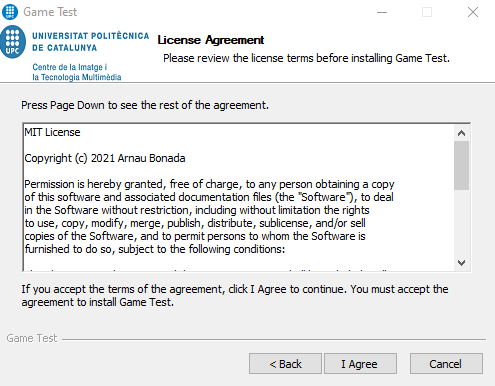 Game Test
UPC
UNIVERSITAT POLITÈCNICA
DE CATALUNYA
Centre de la Imatge i
la Tecnologia Multimèdia
License Agreement
Please review the license terms before installing Game Test.
Press Page Down to see the rest of the agreement.
MIT License
Copyright (c) 2021 Arnau Bonada
Permission is hereby granted, free of charge, to any person obtaining a copy
of this software and associated documentation files (the "Software"), to deal
in the Software without restriction, including without limitation the rights
to use, copy, modify, merge, publish, distribute, sublicense, and/or sell
copies of the Software, and to permit persons to whom the Software is
furnished to do so, subject to the following conditions:
If you accept the terms of the agreement, click I Agree to continue. You must accept the
agreement to install Game Test.
Game Test
< Back
I Agree
Cancel